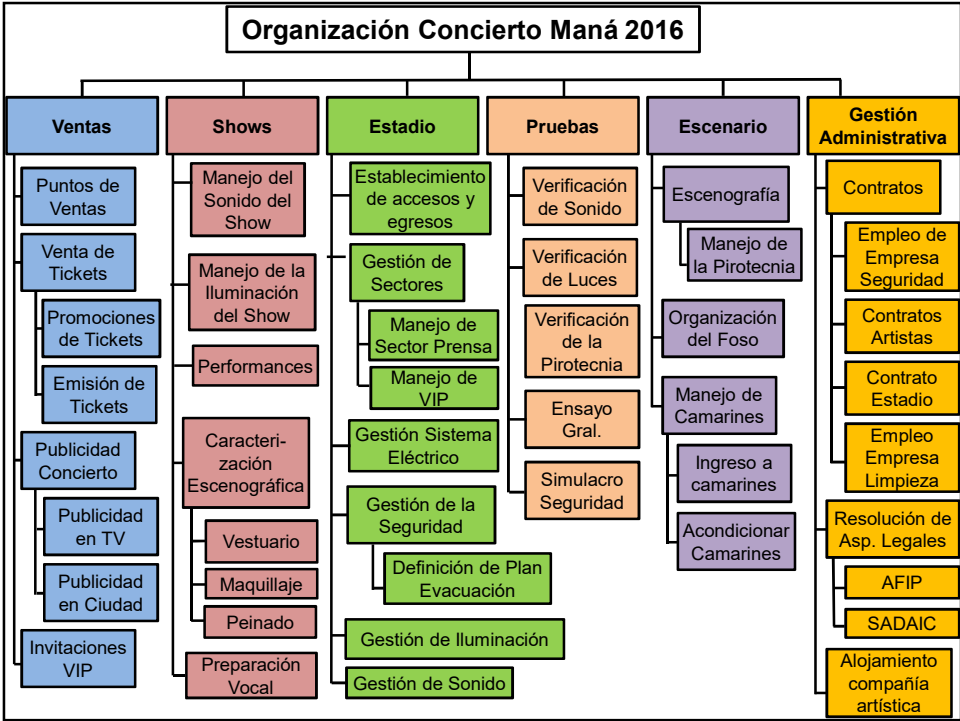 Organización Concierto Maná 2016
Ventas
Puntos de
Ventas
Venta de
Tickets
Promociones
de Tickets
Emisión de
Tickets
Publicidad
Concierto
Publicidad
en TV
Publicidad
en Ciudad
Invitaciones
VIP
Shows
Manejo del
Sonido del
Show
Manejo de la
Iluminación
del Show
Performances
Caracteri-
zación
Escenográfica
Vestuario
Maquillaje
Peinado
Preparación
Vocal
Estadio
Establecimiento
de accesos y
egresos
Gestión de
Sectores
Manejo de
Sector Prensa
Manejo de
VIP
Gestión Sistema
Eléctrico
Gestión de la
Seguridad
Definición de Plan
Evacuación
Gestión de Iluminación
Gestión de Sonido
Pruebas
Verificación
de Sonido
Verificación
de Luces
Verificación
de la
Pirotecnia
Ensayo
Gral.
Simulacro
Seguridad
Escenario
Escenografía
Manejo de
la Pirotecnia
Organización
del Foso
Manejo de
Camarines
Ingreso a
camarines
Acondicionar
Camarines
Gestión
Administrativa
Contratos
Empleo de
Empresa
Seguridad
Contratos
Artistas
Contrato
Estadio
Empleo
Empresa
Limpieza
Resolución de
Asp. Legales
AFIP
SADAIC
Alojamiento
compañía
artística